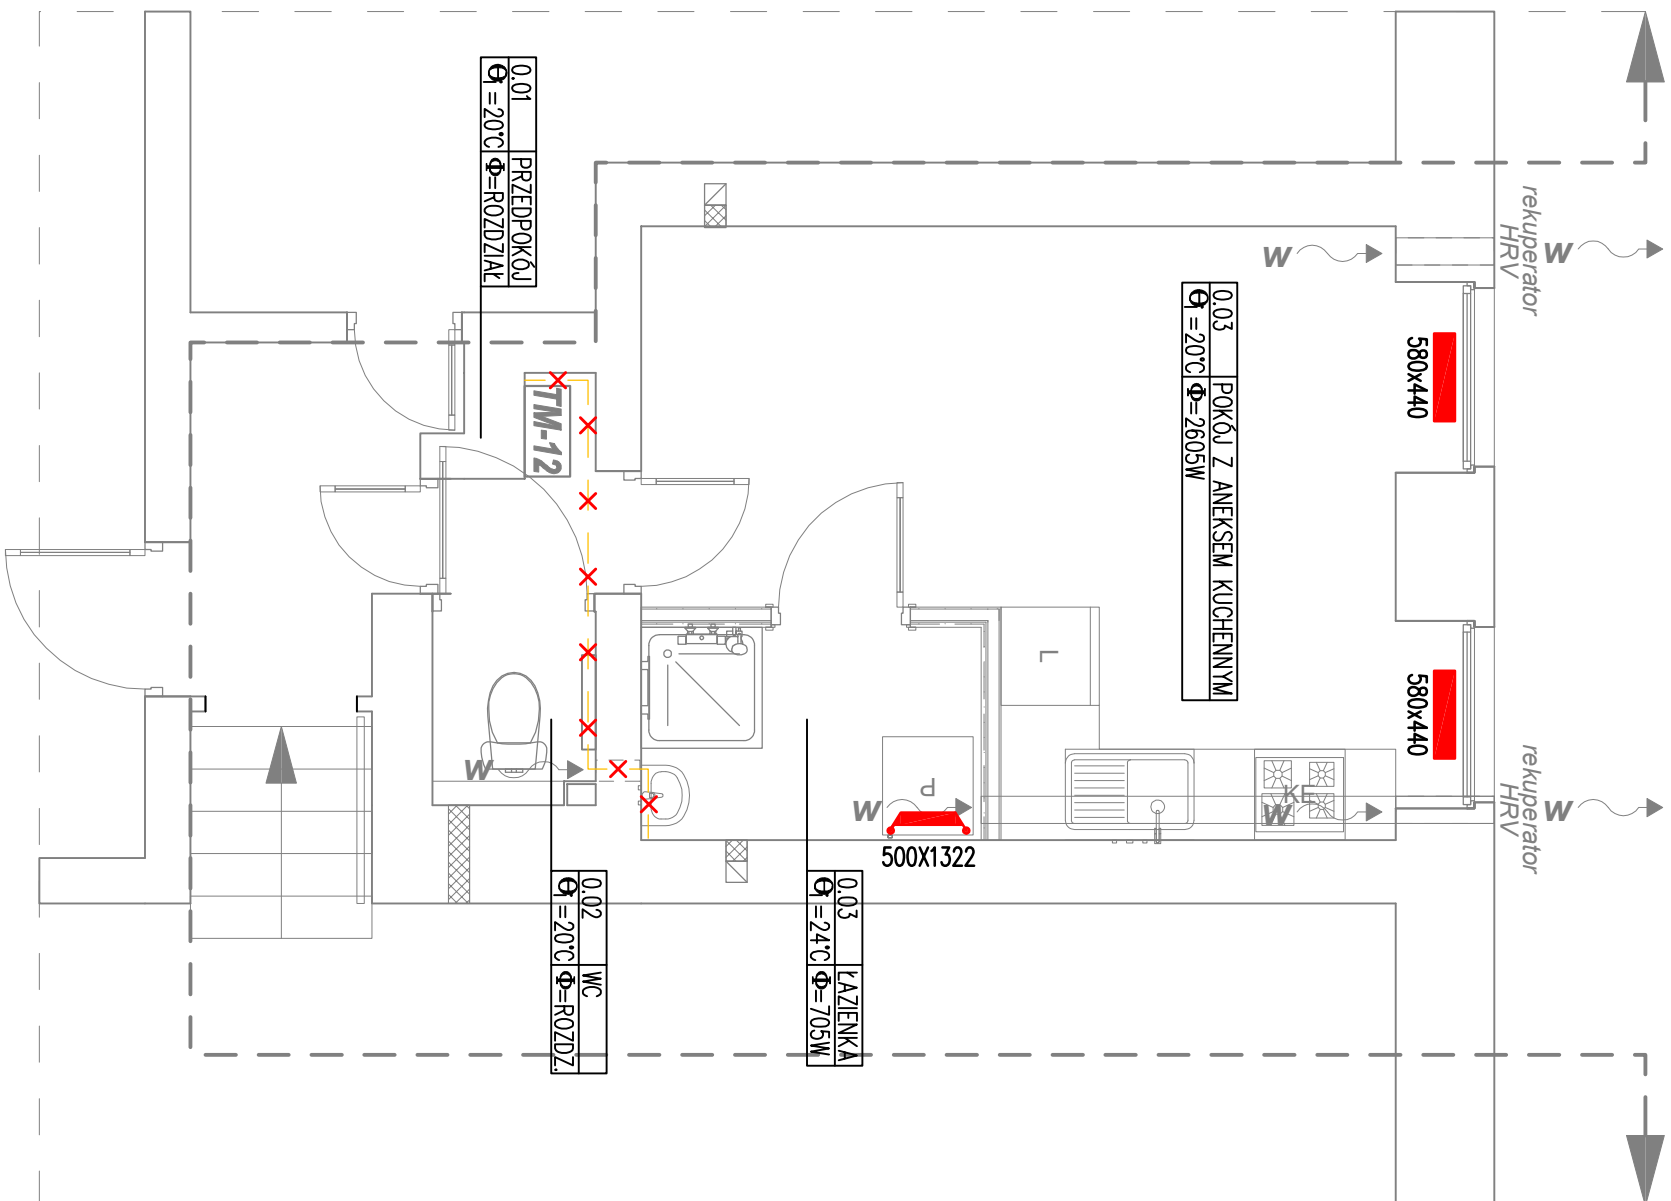 0.01 PRZEDPOKÓJ
Θi =20°C Φ=ROZDZIAŁ
TM-12
0.03 POKÓJ Z ANEKSEM KUCHENNYM
Θi =20°C Φ=2605W
W
W
rekuperator
HRV
580x440
580x440
rekuperator
HRV
W
W
KE
L
P
W
500X1322
W
0.02 WC
Θi =20°C Φ=ROZDZ.
0.03 ŁAZIENKA
Θi =24°C Φ=705W